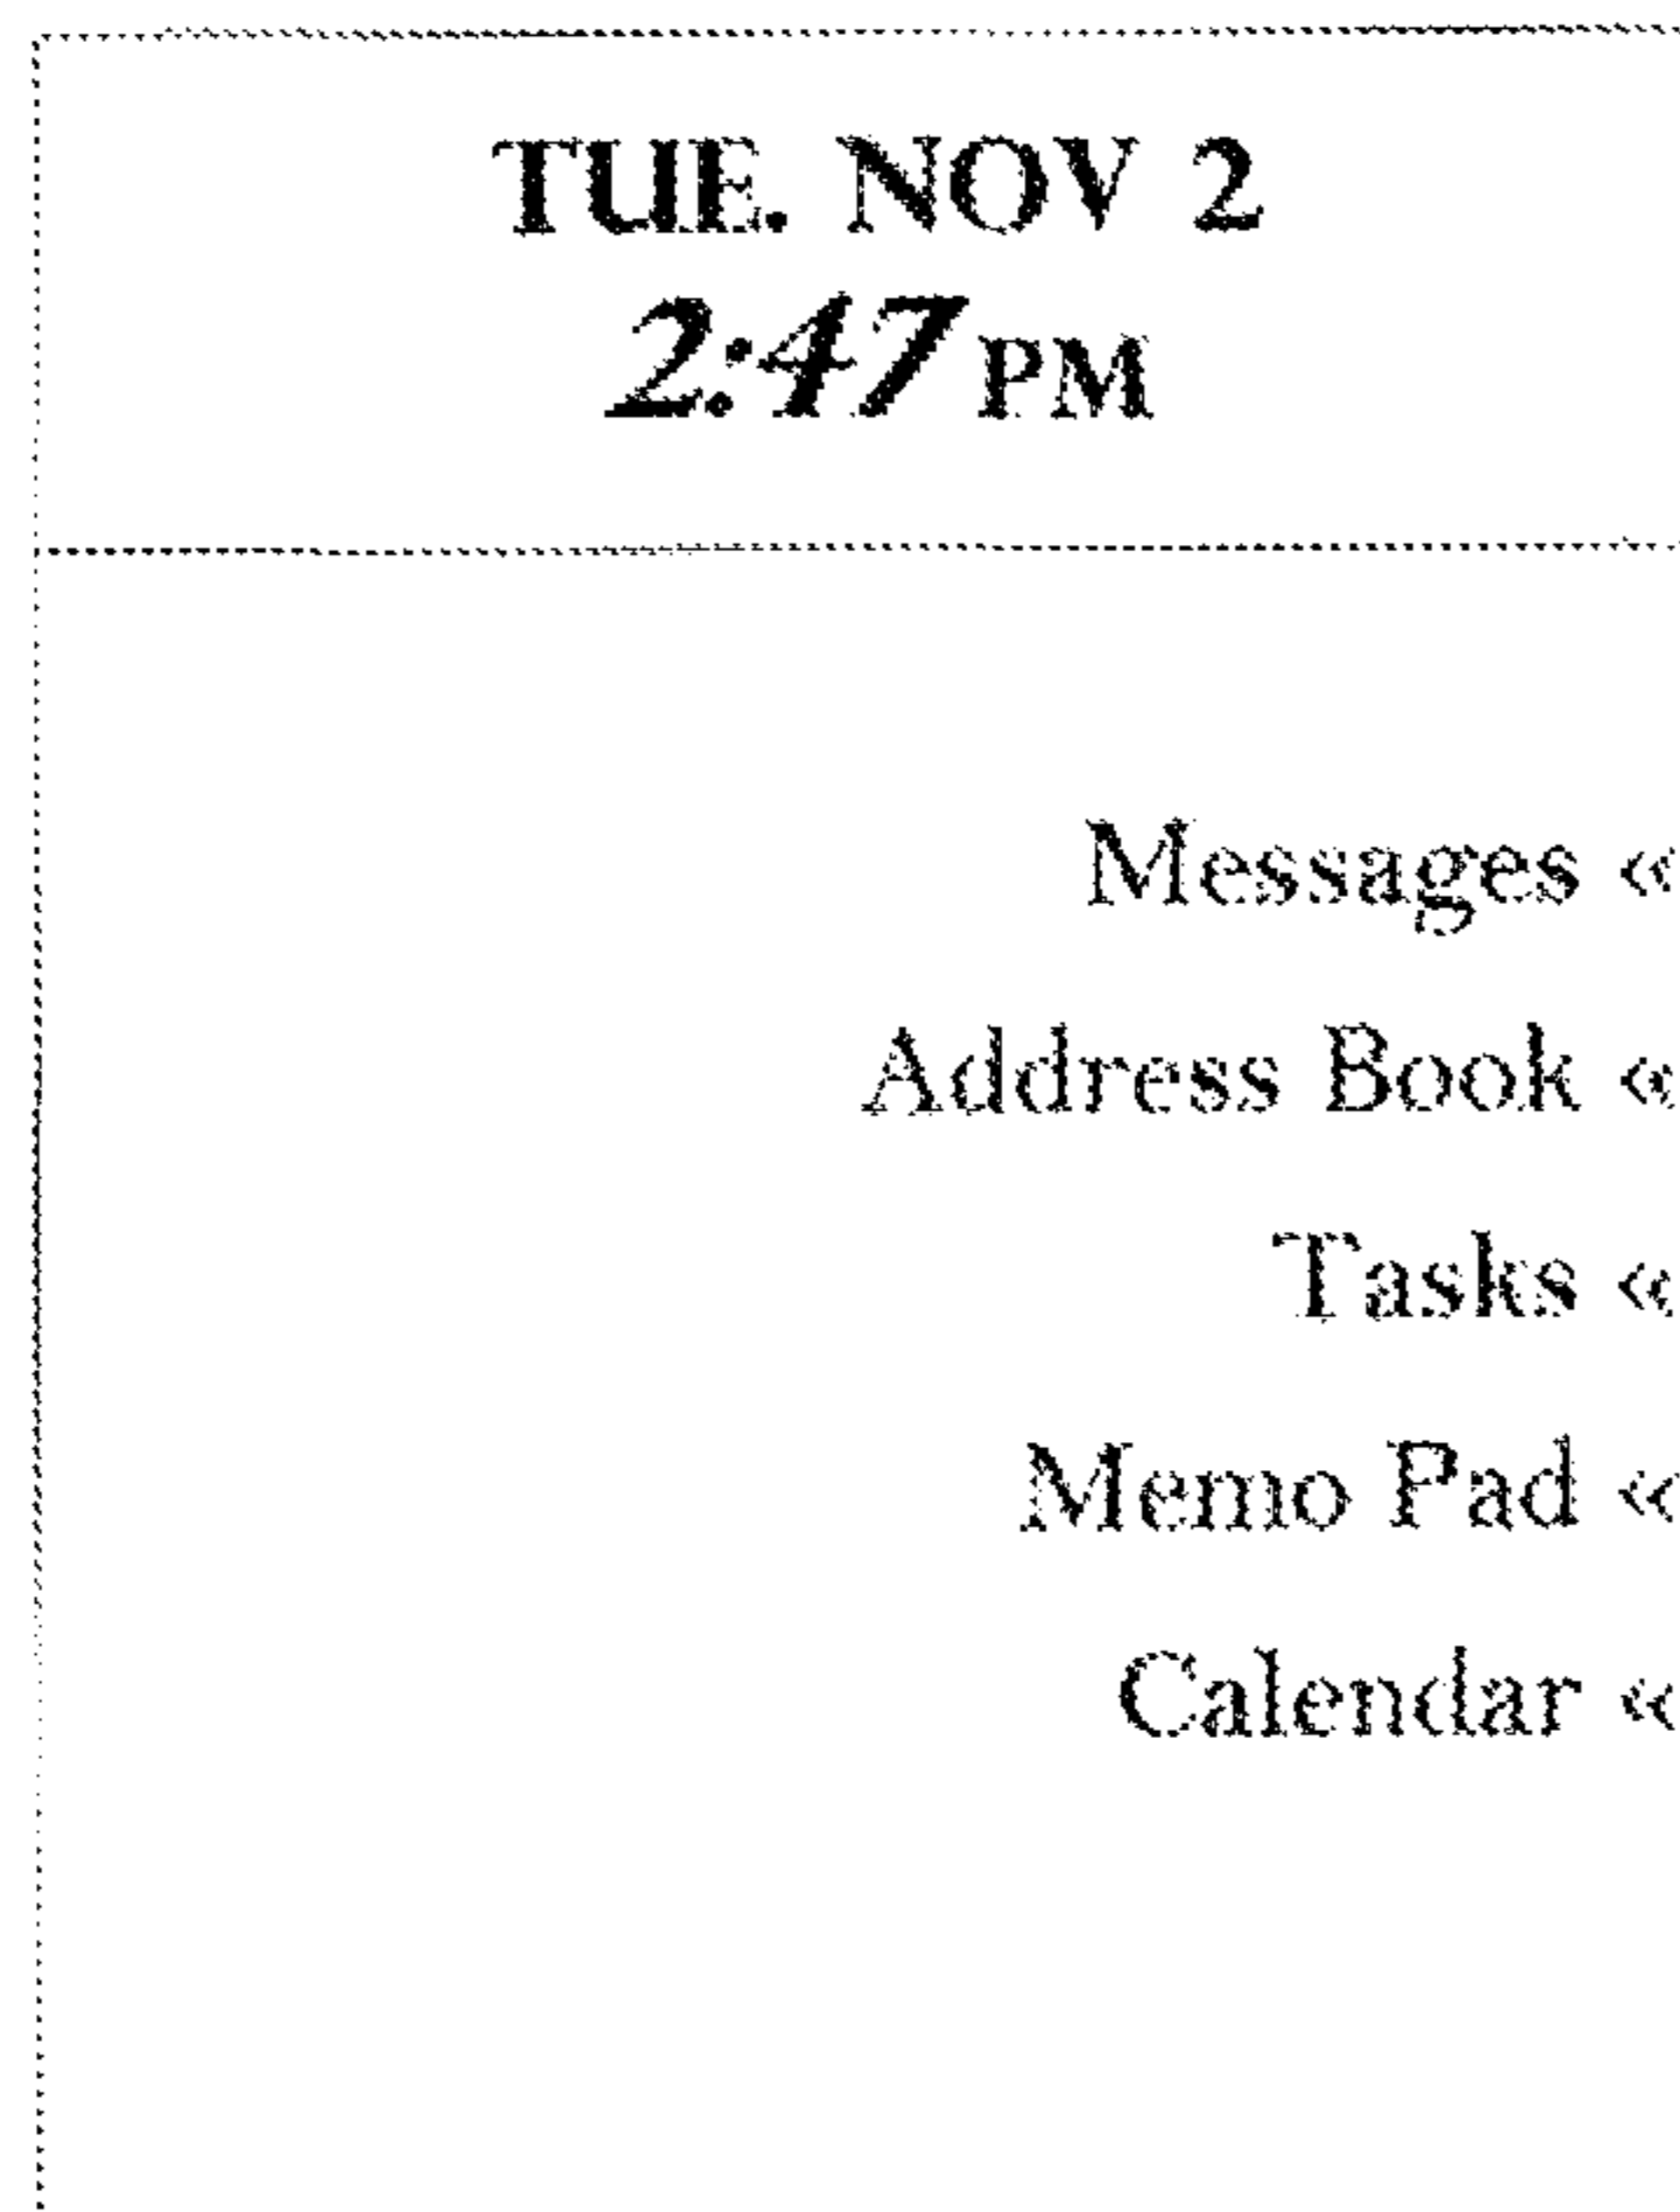 TUE. NOV 2
2:47 PM
Messages «
Address Book «
Tasks «
Memo Pad «
Calendar «